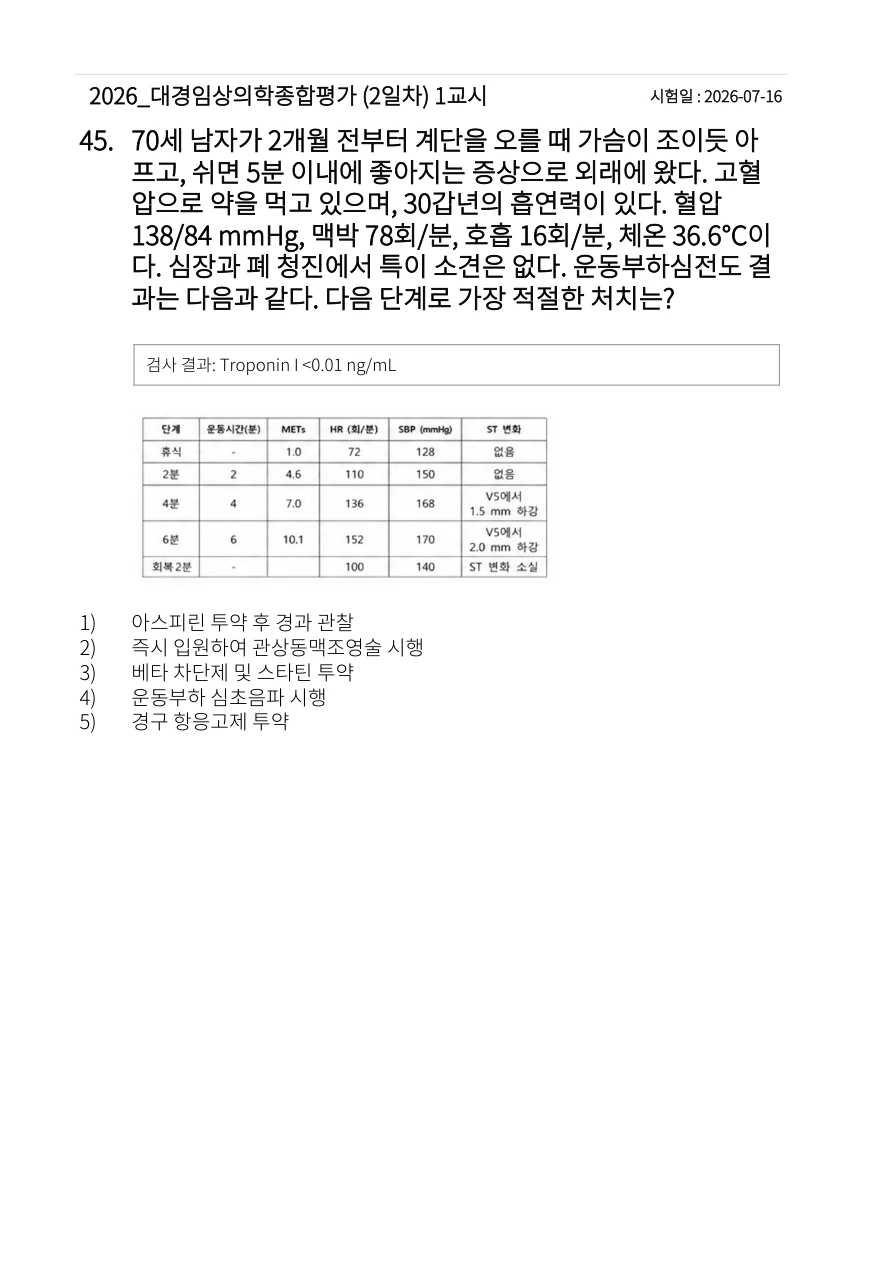 2026_대경임상의학종합평가 (2일차) 1교시 시험일 : 2026-07-16
45. 70세 남자가 2개월 전부터 계단을 오를 때 가슴이 조이듯 아
프고, 쉬면 5분 이내에 좋아지는 증상으로 외래에 왔다. 고혈
압으로 약을 먹고 있으며, 30갑년의 흡연력이 있다. 혈압
138/84 mmHg, 맥박 78회/분, 호흡 16회/분, 체온 36.6℃이
다. 심장과 폐 청진에서 특이 소견은 없다. 운동부하심전도 결
과는 다음과 같다. 다음 단계로 가장 적절한 처치는?
검사 결과: Troponin I <0.01 ng/mL
단계 운동시간(분) METs HR (회/분) SBP (mmHg) ST 변화
휴식 - 1.0 72 128 없음
2분 2 4.6 110 150 없음
4분 4 7.0 136 168 V5에서
1.5 mm 하강
6분 6 10.1 152 170 V5에서
2.0 mm 하강
회복 2분 - 100 140 ST 변화 소실
1) 아스피린 투약 후 경과 관찰
2) 즉시 입원하여 관상동맥조영술 시행
3) 베타 차단제 및 스타틴 투약
4) 운동부하 심초음파 시행
5) 경구 항응고제 투약